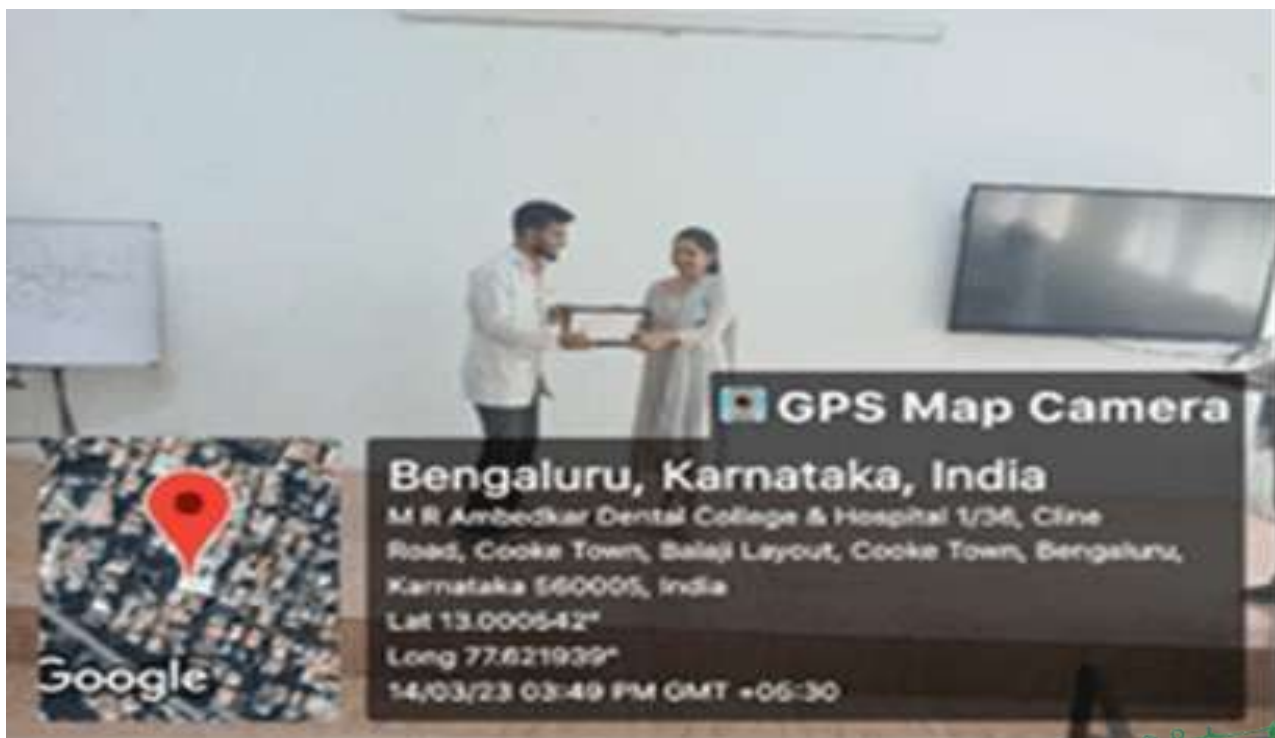 GPS Map Camera
Bengaluru, Karnataka, India
M R Ambedkar Dental College & Hospital 1/36, Cline
Road, Cooke Town, Balaji Layout, Cooke Town, Bengaluru,
Karnataka 560005, India
Lat 13.000542°
Long 77.621939°
14/03/23 03:49 PM GMT +05:30
Google